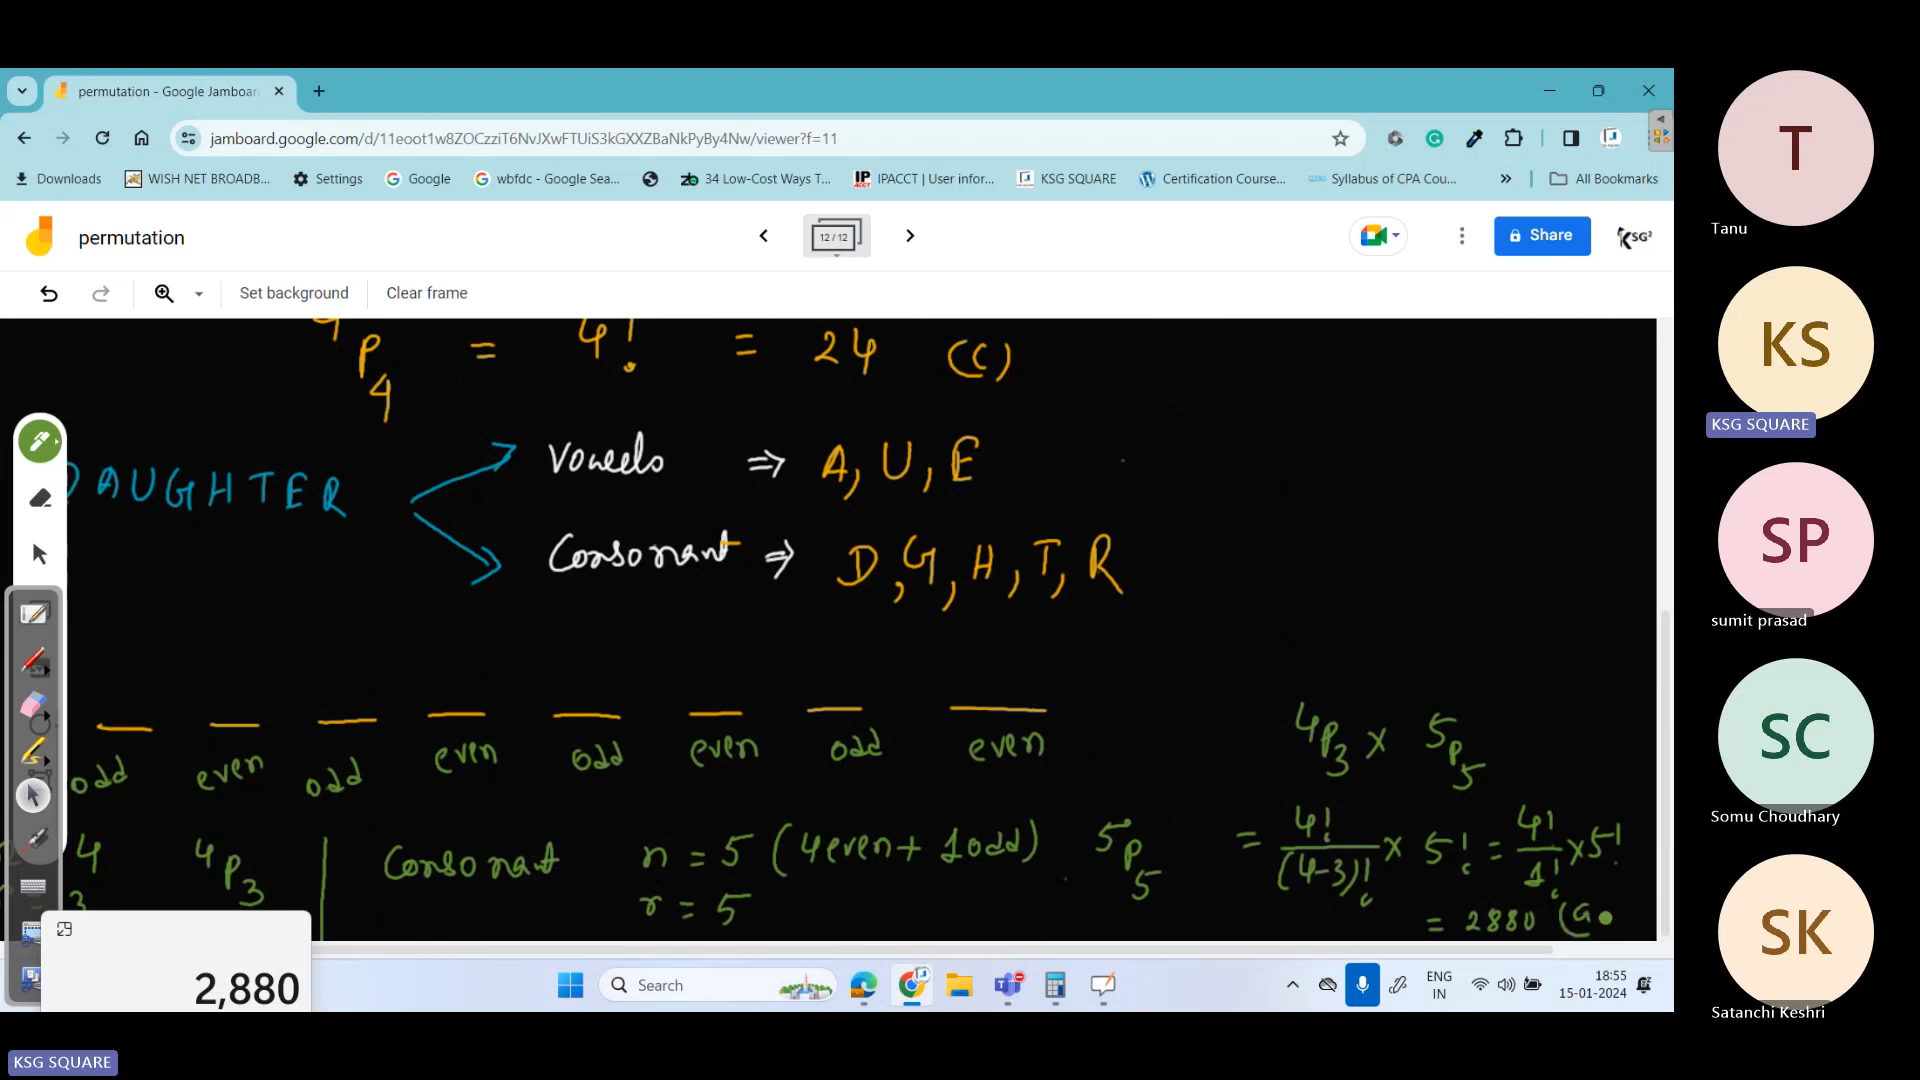 permutation - Google Jamboar
jamboard.google.com/d/11eoot1w8ZOCzziT6NvJXwFTUiS3kGXXZBaNkPyBy4Nw/viewer?f=11
Downloads WISH NET BROADB... Settings Google wbfdc - Google Sea... 34 Low-Cost Ways T... IPACCT | User infor... KSG SQUARE Certification Course... Syllabus of CPA Cou... » All Bookmarks
permutation
12 / 12
Share
KSG²
Set background Clear frame
4P4 = 4! = 24 (C)
DAUGHTER
Vowels ⇒ A, U, E
Consonant ⇒ D, G, H, T, R
odd even odd even odd even odd even
4P3 × 5P5
4 4P3
3
Consonant n = 5 (4even + 1odd) 5P5
r = 5
= 4!/(4-3)! × 5! = 4!/1! × 5!
= 2880 (a
2,880
Search
ENG
IN
18:55
15-01-2024
T
Tanu
KS
KSG SQUARE
SP
sumit prasad
SC
Somu Choudhary
SK
Satanchi Keshri
KSG SQUARE